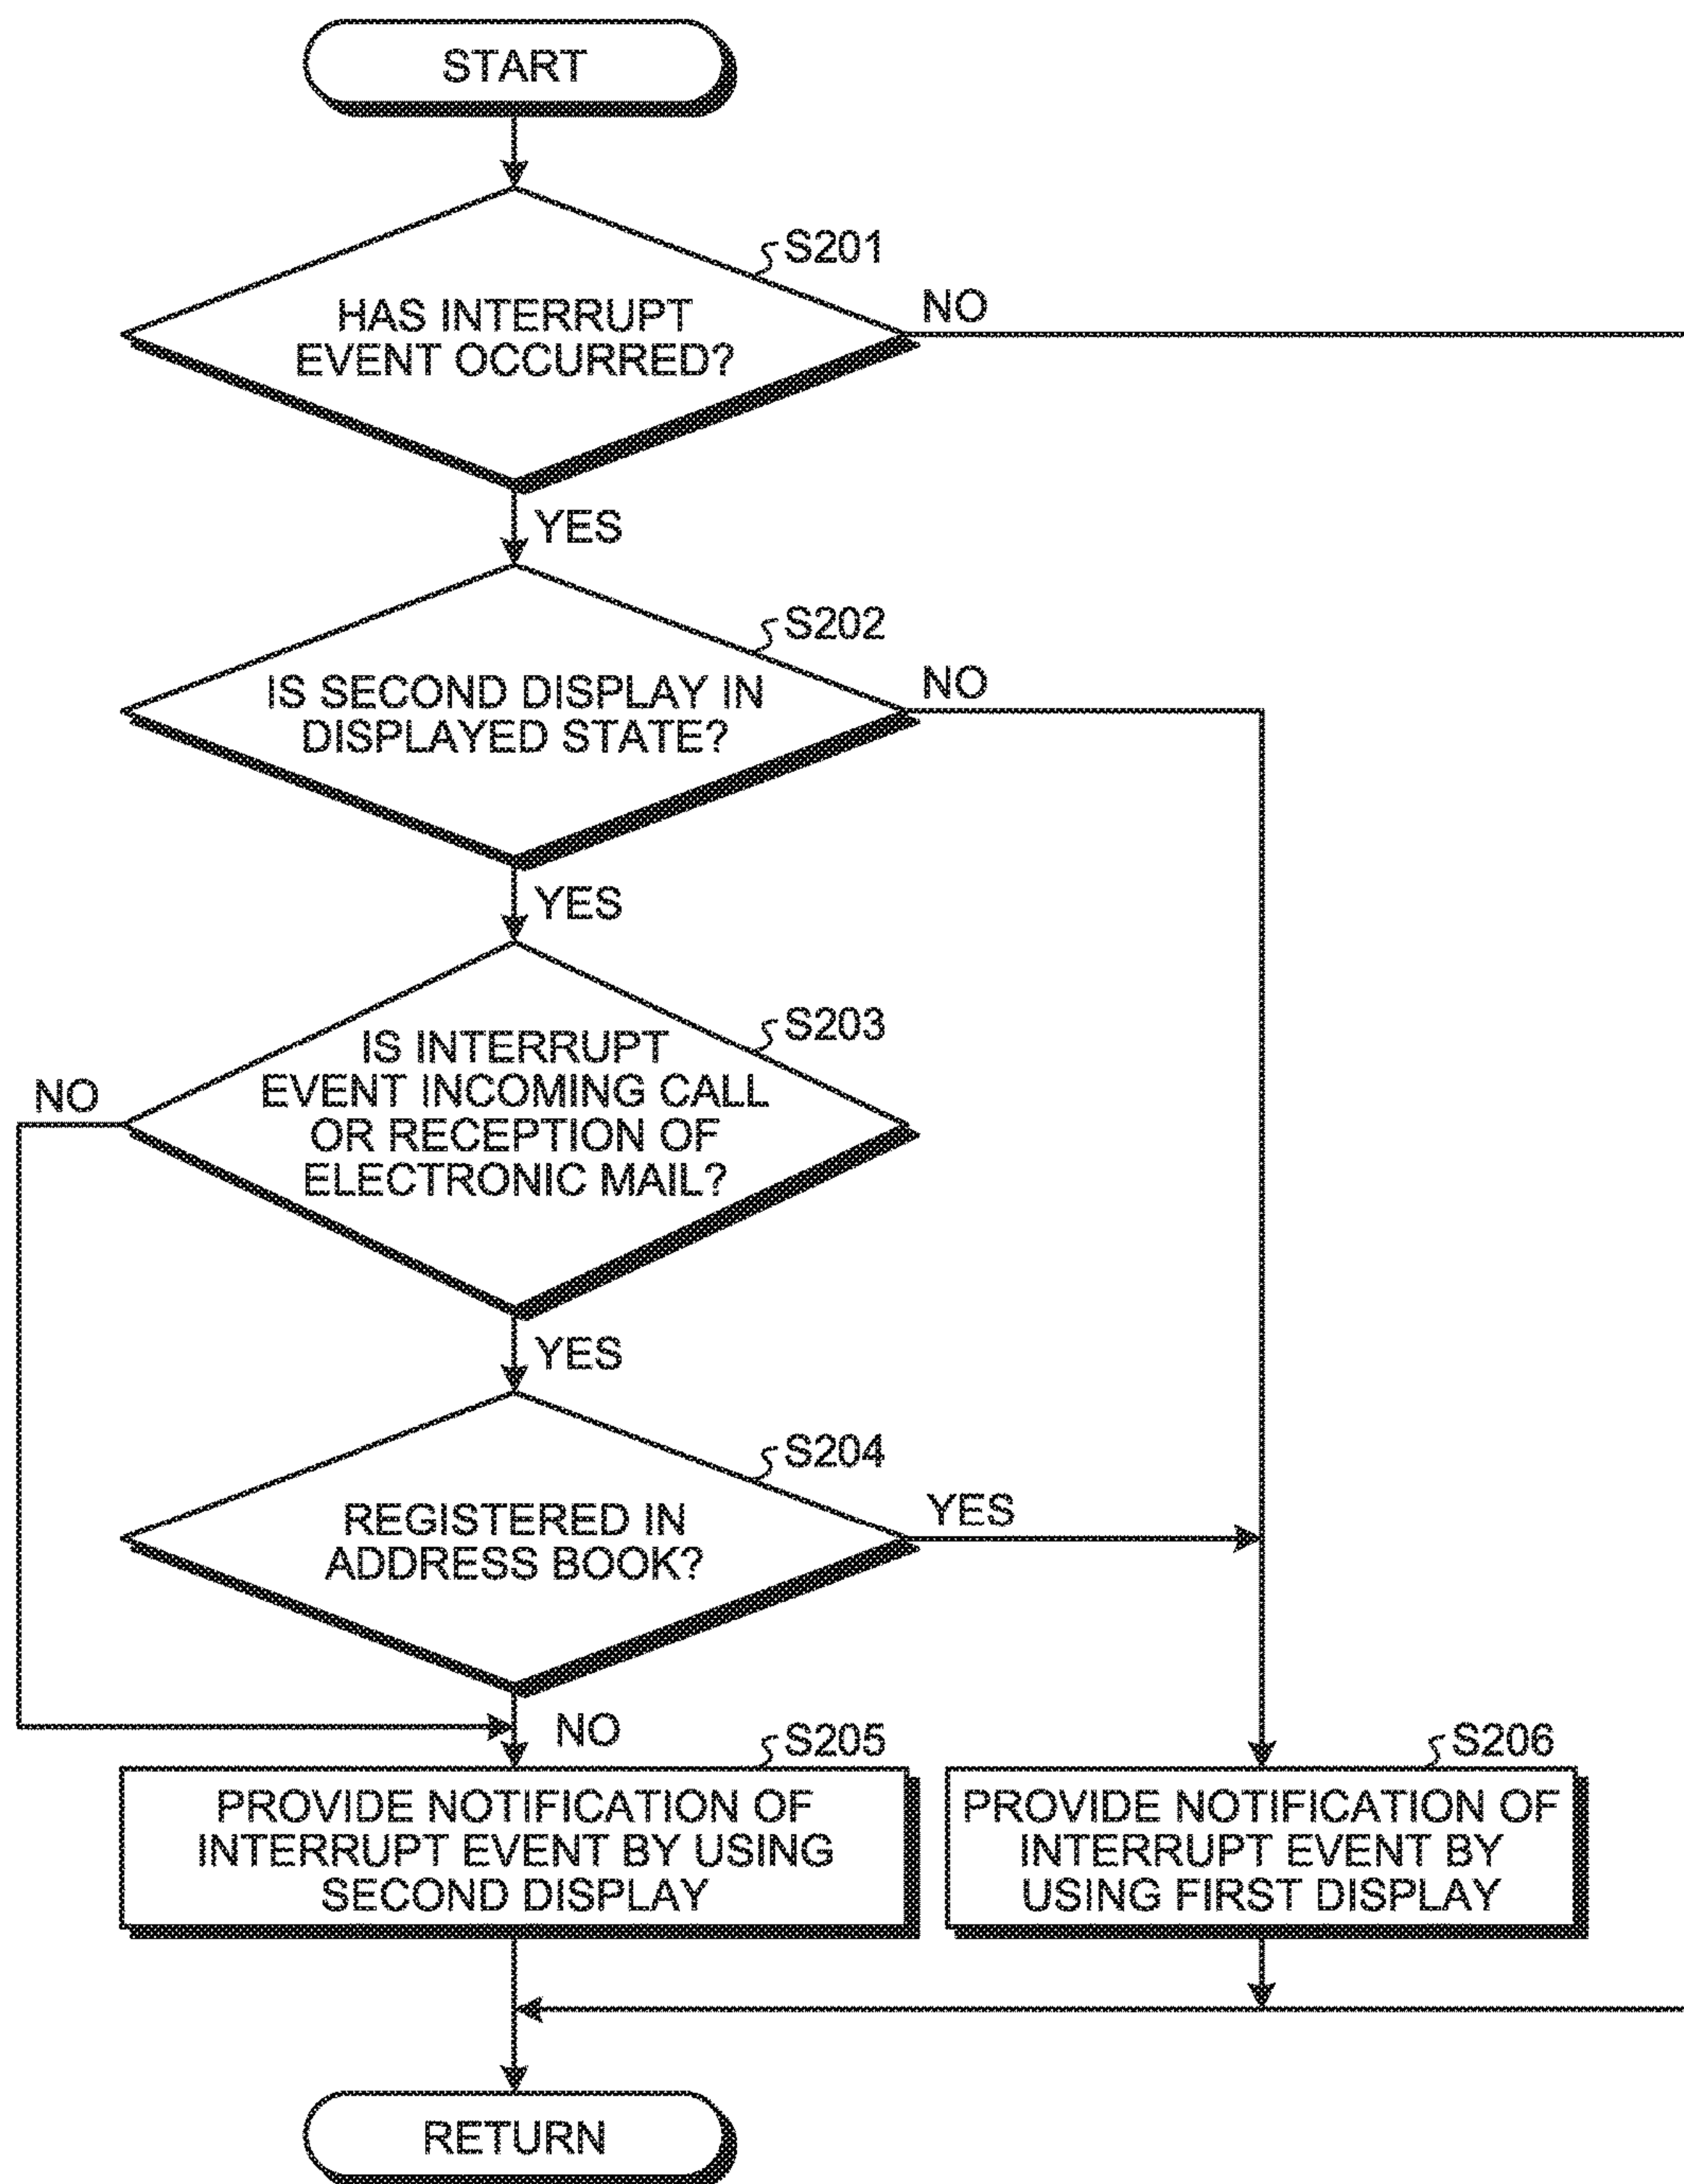 START
S201
HAS INTERRUPT
EVENT OCCURRED?
NO
YES
S202
IS SECOND DISPLAY IN
DISPLAYED STATE?
NO
YES
S203
IS INTERRUPT
EVENT INCOMING CALL
OR RECEPTION OF
ELECTRONIC MAIL?
NO
YES
S204
REGISTERED IN
ADDRESS BOOK?
YES
NO
S205
PROVIDE NOTIFICATION OF
INTERRUPT EVENT BY USING
SECOND DISPLAY
S206
PROVIDE NOTIFICATION OF
INTERRUPT EVENT BY
USING FIRST DISPLAY
RETURN